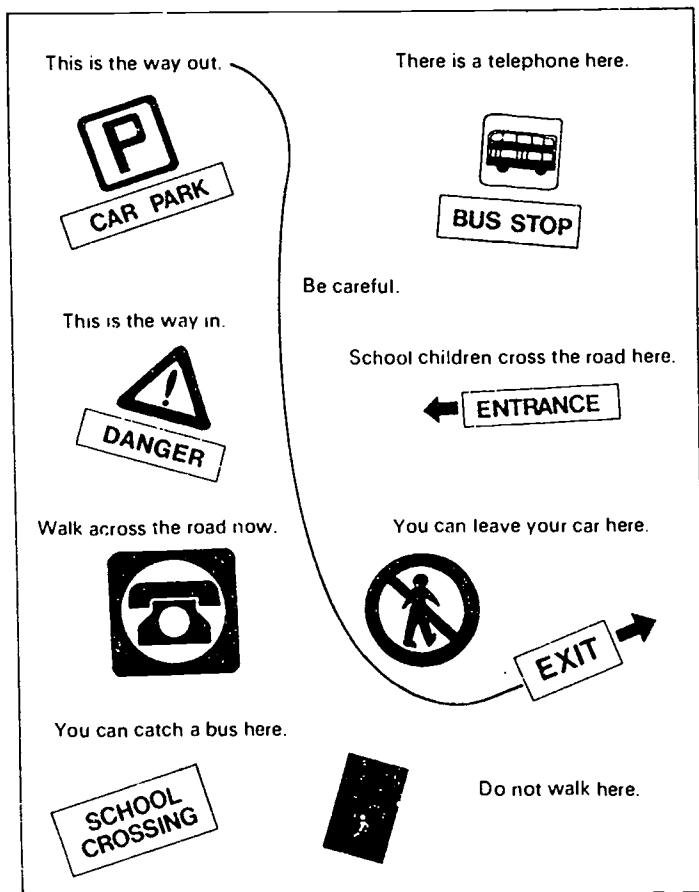 This is the way out.
There is a telephone here.
P
CAR PARK
BUS STOP
Be careful.
This is the way in.
School children cross the road here.
!
DANGER
ENTRANCE
Walk across the road now.
You can leave your car here.
EXIT
You can catch a bus here.
SCHOOL
CROSSING
Do not walk here.